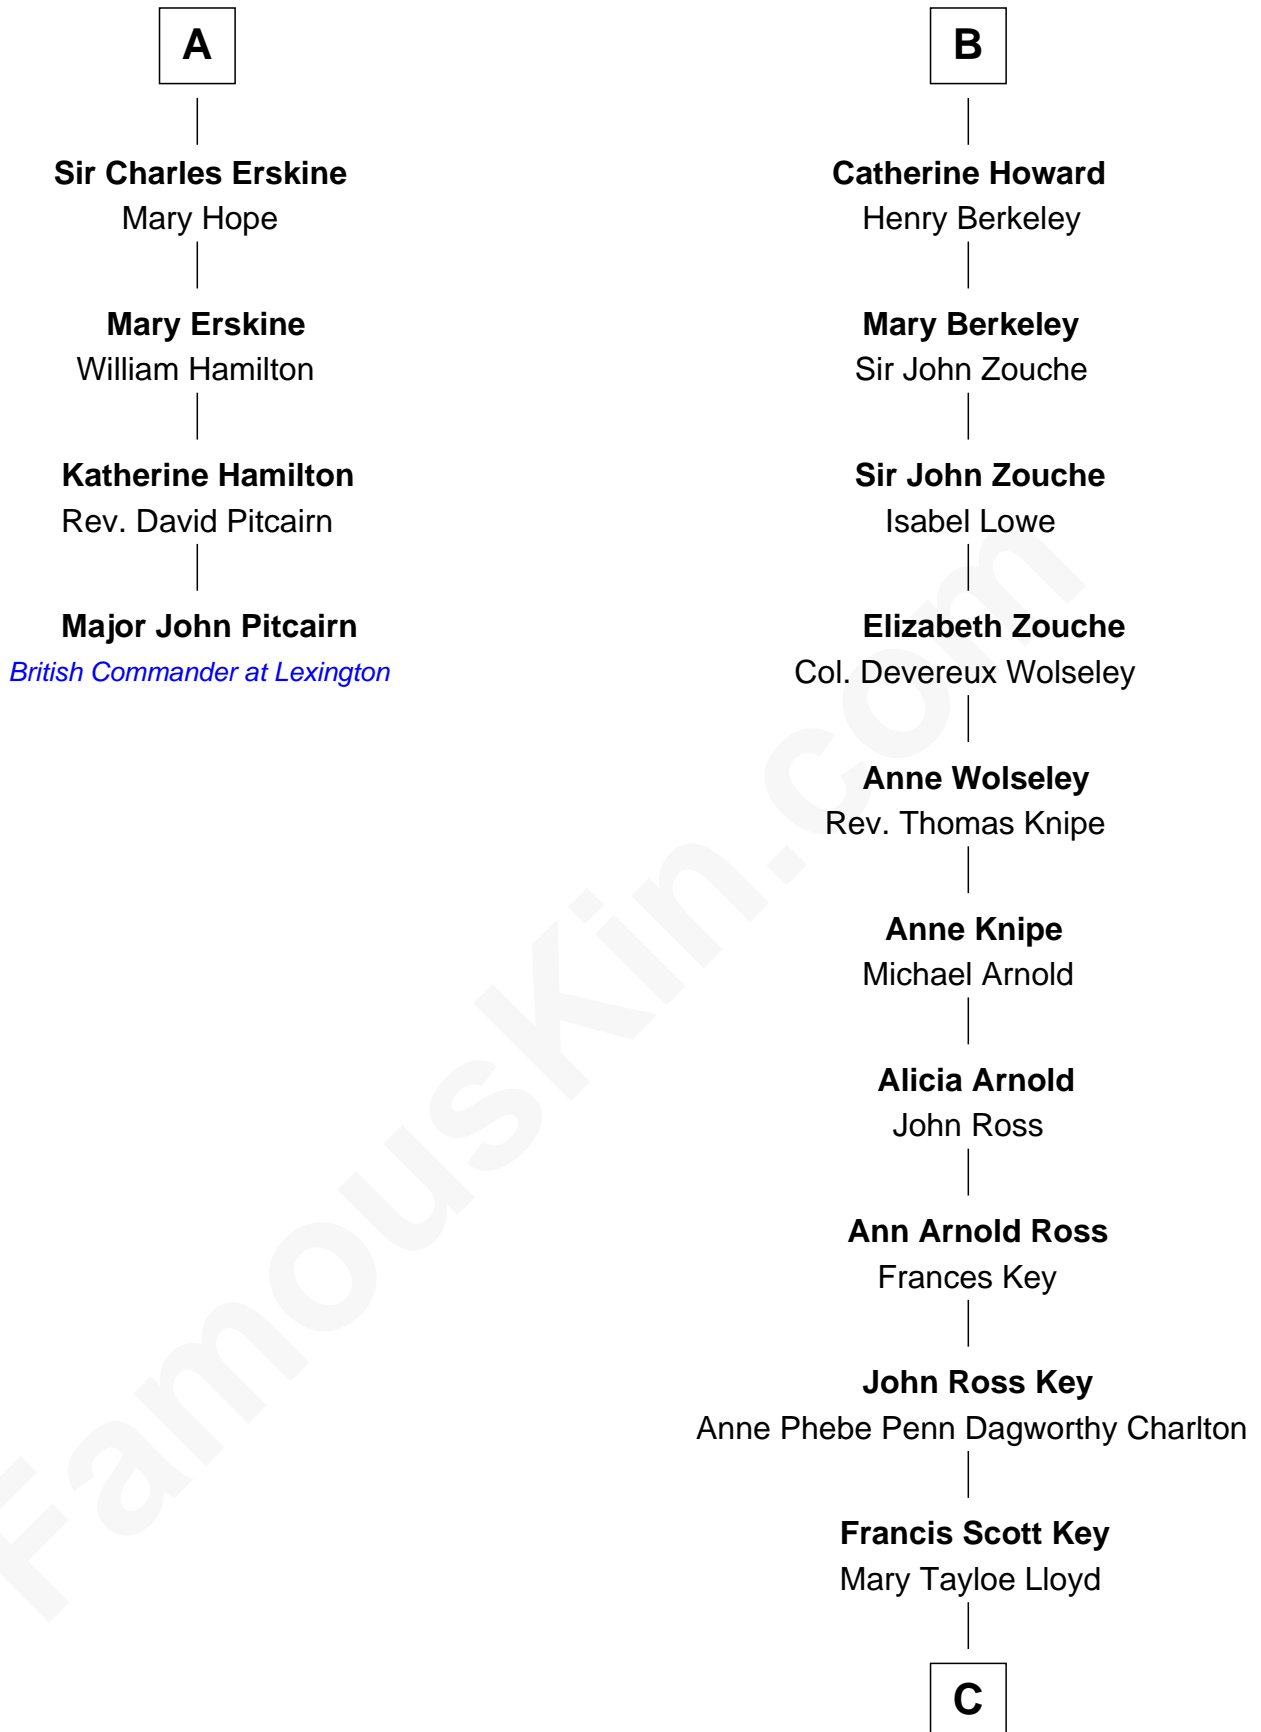 A
Sir Charles Erskine
Mary Hope
Mary Erskine
William Hamilton
Katherine Hamilton
Rev. David Pitcairn
Major John Pitcairn
British Commander at Lexington
B
Catherine Howard
Henry Berkeley
Mary Berkeley
Sir John Zouche
Sir John Zouche
Isabel Lowe
Elizabeth Zouche
Col. Devereux Wolseley
Anne Wolseley
Rev. Thomas Knipe
Anne Knipe
Michael Arnold
Alicia Arnold
John Ross
Ann Arnold Ross
Frances Key
John Ross Key
Anne Phebe Penn Dagworthy Charlton
Francis Scott Key
Mary Tayloe Lloyd
C
FamousKin.com